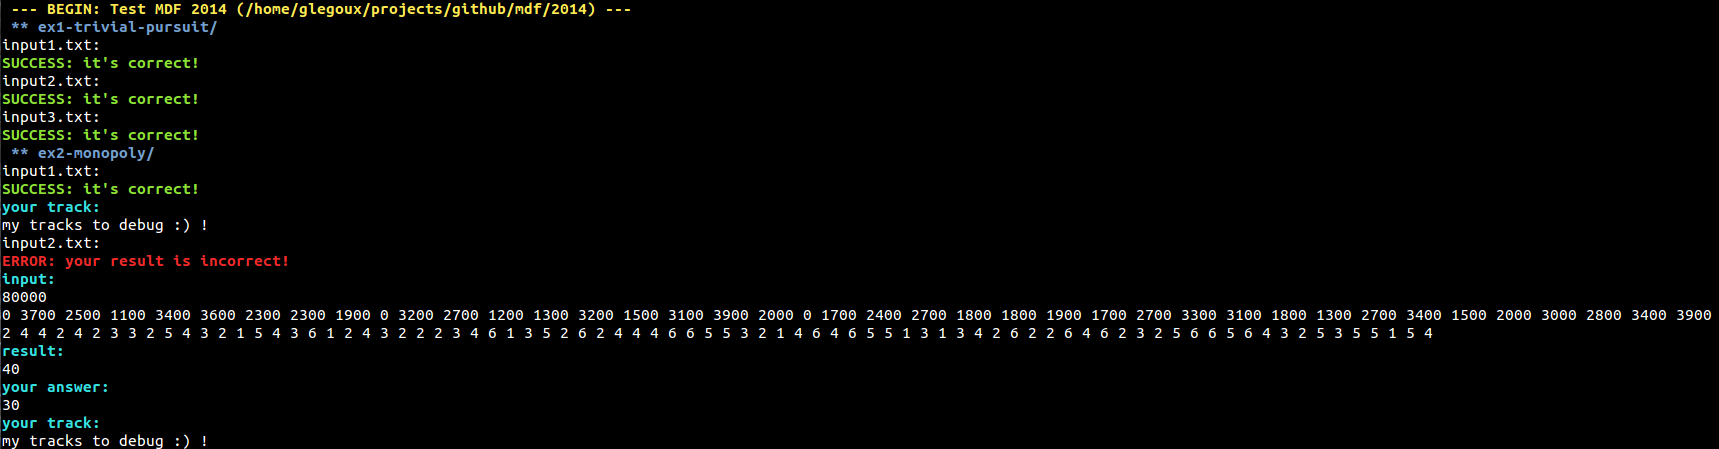 --- BEGIN: Test MDF 2014 (/home/glegoux/projects/github/mdf/2014) ---
** ex1-trivial-pursuit/
input1.txt:
SUCCESS: it's correct!
input2.txt:
SUCCESS: it's correct!
input3.txt:
SUCCESS: it's correct!
** ex2-monopoly/
input1.txt:
SUCCESS: it's correct!
your track:
my tracks to debug :) !
input2.txt:
ERROR: your result is incorrect!
input:
80000
0 3700 2500 1100 3400 3600 2300 2300 1900 0 3200 2700 1200 1300 3200 1500 3100 3900 2000 0 1700 2400 2700 1800 1800 1900 1700 2700 3300 3100 1800 1300 2700 3400 1500 2000 3000 2800 3400 3900
2 4 4 2 4 2 3 3 2 5 4 3 2 1 5 4 3 6 1 2 4 3 2 2 2 3 4 6 1 3 5 2 6 2 4 4 4 6 6 5 5 3 2 1 4 6 4 6 5 5 1 3 1 3 4 2 6 2 2 6 4 6 2 3 2 5 6 6 5 6 4 3 2 5 3 5 5 1 5 4
result:
40
your answer:
30
your track:
my tracks to debug :) !